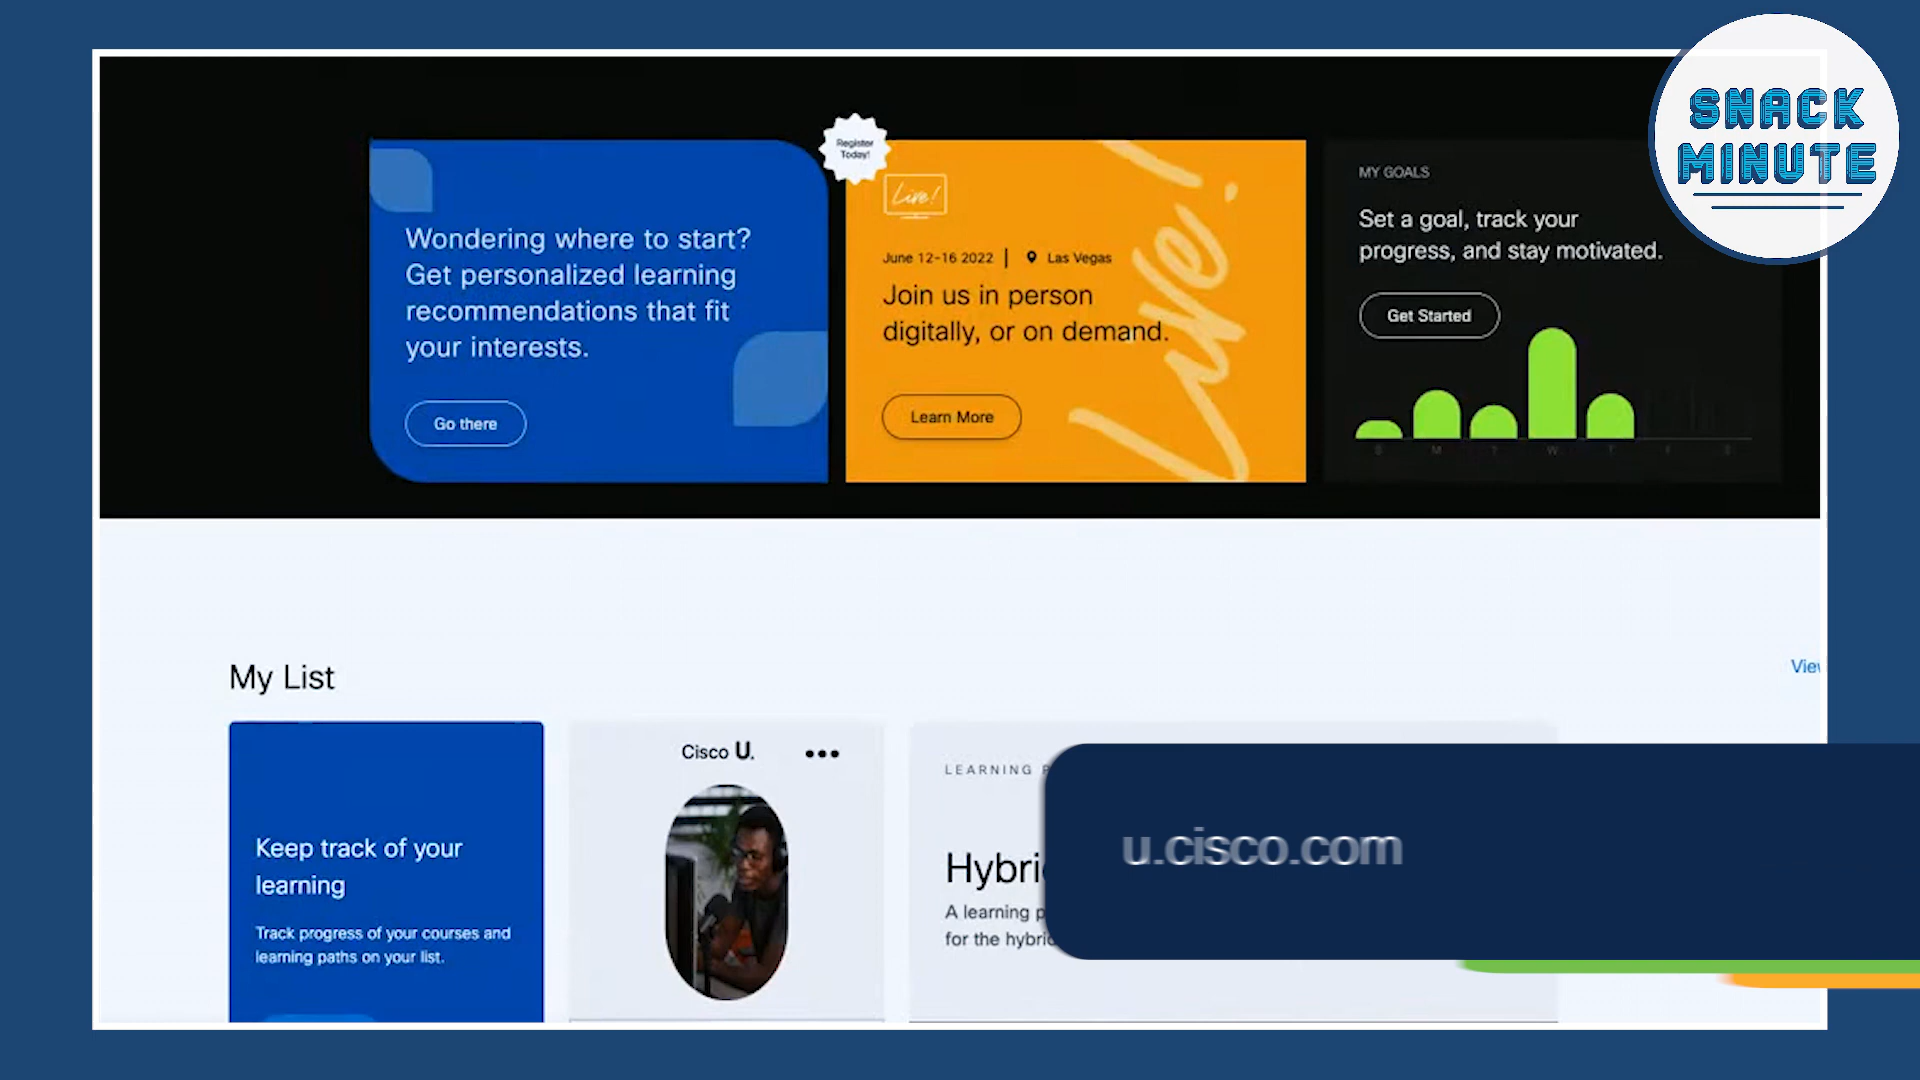 SNACK
MINUTE
Register
Today!
Wondering where to start?
Get personalized learning
recommendations that fit
your interests.
Go there
Live!
June 12-16 2022 | Las Vegas
Join us in person
digitally, or on demand.
Learn More
Live!
MY GOALS
Set a goal, track your
progress, and stay motivated.
Get Started
S M T W T F S
My List
View
Keep track of your
learning
Track progress of your courses and
learning paths on your list.
Cisco U.
LEARNING
Hybri
A learning p
for the hybri
u.cisco.com